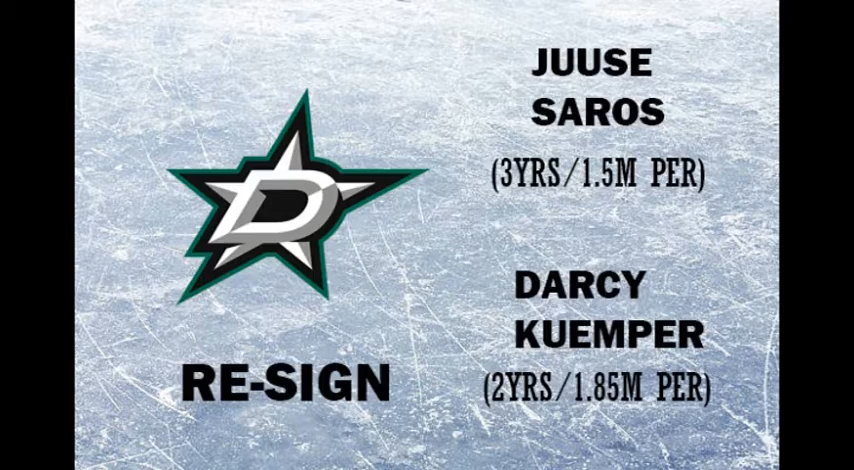 JUUSE
SAROS
(3YRS/1.5M PER)
D
DARCY
KUEMPER
(2YRS/1.85M PER)
RE-SIGN